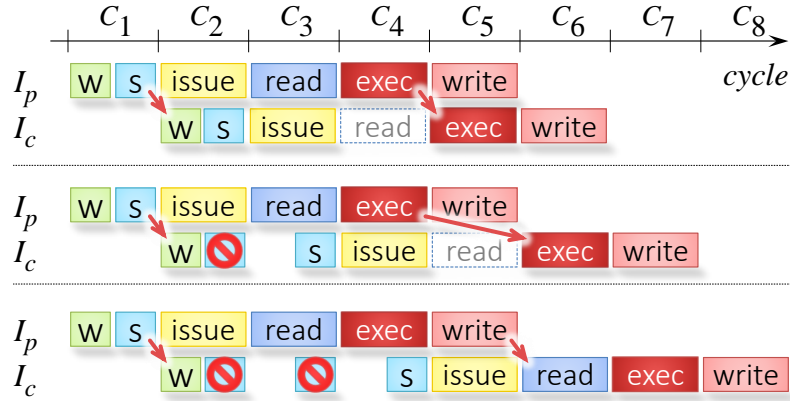 C1 C2 C3 C4 C5 C6 C7 C8
cycle
Ip w s issue read exec write
Ic w s issue read exec write
Ip w s issue read exec write
Ic w s issue read exec write
Ip w s issue read exec write
Ic w s issue read exec write